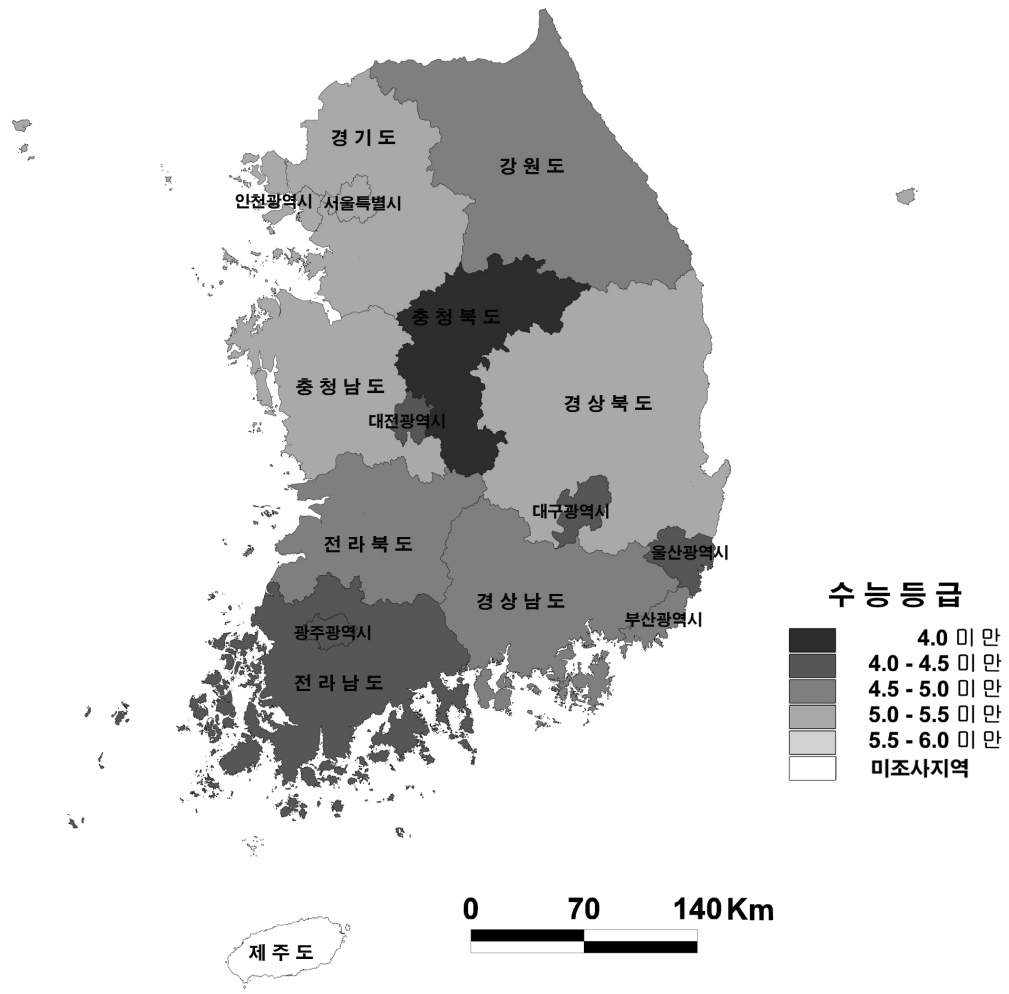 경 기 도
강 원 도
인천광역시
서울특별시
충 청 북 도
충 청 남 도
경 상 북 도
대전광역시
대구광역시
전 라 북 도
울산광역시
경 상 남 도
부산광역시
광주광역시
전 라 남 도
제 주 도
수 능 등 급
4.0 미 만
4.0 - 4.5 미 만
4.5 - 5.0 미 만
5.0 - 5.5 미 만
5.5 - 6.0 미 만
미조사지역
0 70 140 Km